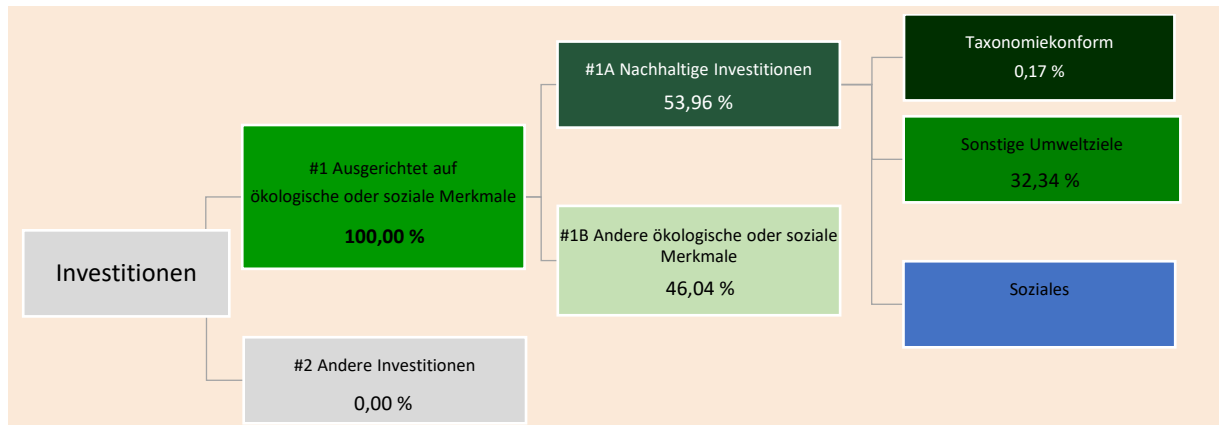 Investitionen
#1 Ausgerichtet auf
ökologische oder soziale Merkmale
100,00 %
#2 Andere Investitionen
0,00 %
#1A Nachhaltige Investitionen
53,96 %
#1B Andere ökologische oder soziale
Merkmale
46,04 %
Taxonomiekonform
0,17 %
Sonstige Umweltziele
32,34 %
Soziales